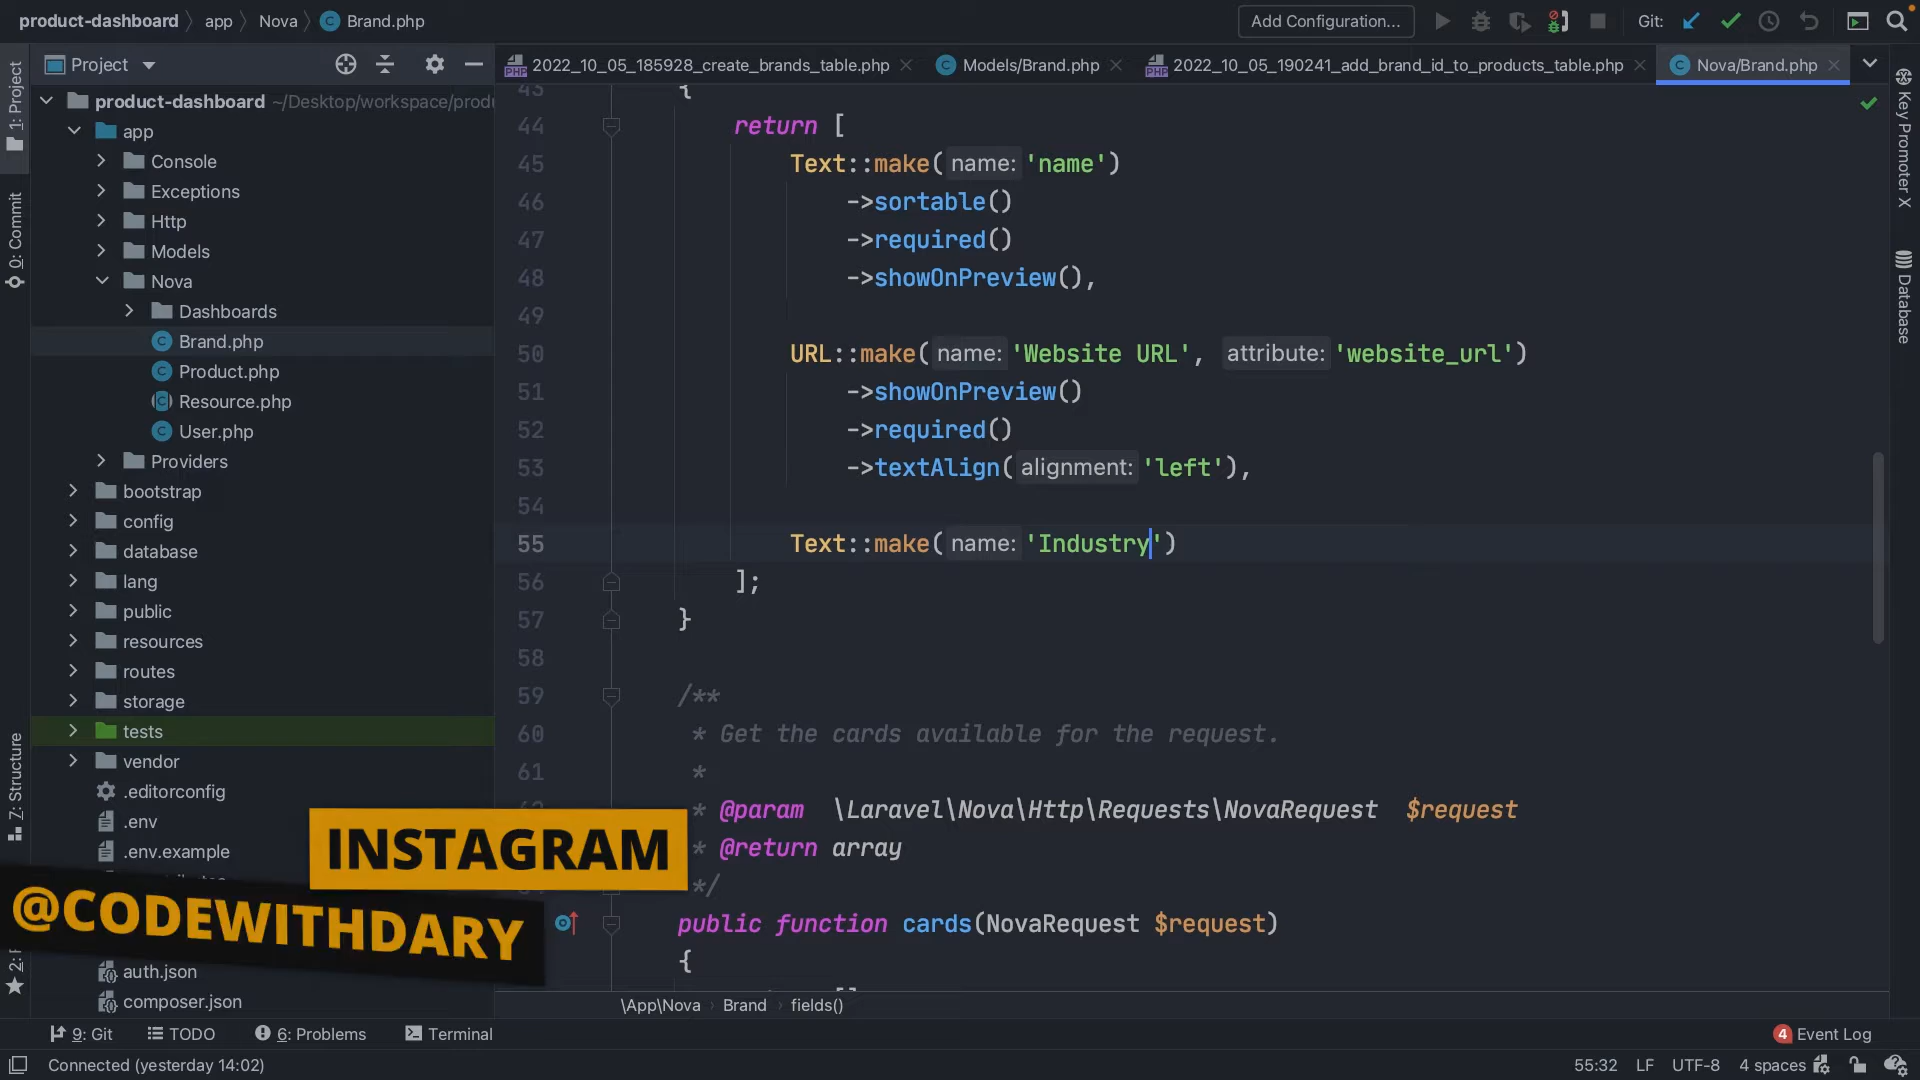 product-dashboard app Nova Brand.php Add Configuration... Git:
Project
2022_10_05_185928_create_brands_table.php Models/Brand.php 2022_10_05_190241_add_brand_id_to_products_table.php Nova/Brand.php
1: Project
0: Commit
Z: Structure
Key Promoter X
Database
product-dashboard ~/Desktop/workspace/prod
app
Console
Exceptions
Http
Models
Nova
Dashboards
Brand.php
Product.php
Resource.php
User.php
Providers
bootstrap
config
database
lang
public
resources
routes
storage
tests
vendor
.editorconfig
.env
.env.example
auth.json
composer.json
43 {
44 return [
45 Text::make( name: 'name')
46 ->sortable()
47 ->required()
48 ->showOnPreview(),
49
50 URL::make( name: 'Website URL', attribute: 'website_url')
51 ->showOnPreview()
52 ->required()
53 ->textAlign( alignment: 'left'),
54
55 Text::make( name: 'Industry')
56 ];
57 }
58
59 /**
60 * Get the cards available for the request.
61 *
* @param \Laravel\Nova\Http\Requests\NovaRequest $request
* @return array
*/
public function cards(NovaRequest $request)
{
INSTAGRAM
@CODEWITHDARY
\App\Nova Brand fields()
9: Git TODO 6: Problems Terminal 4 Event Log
Connected (yesterday 14:02) 55:32 LF UTF-8 4 spaces